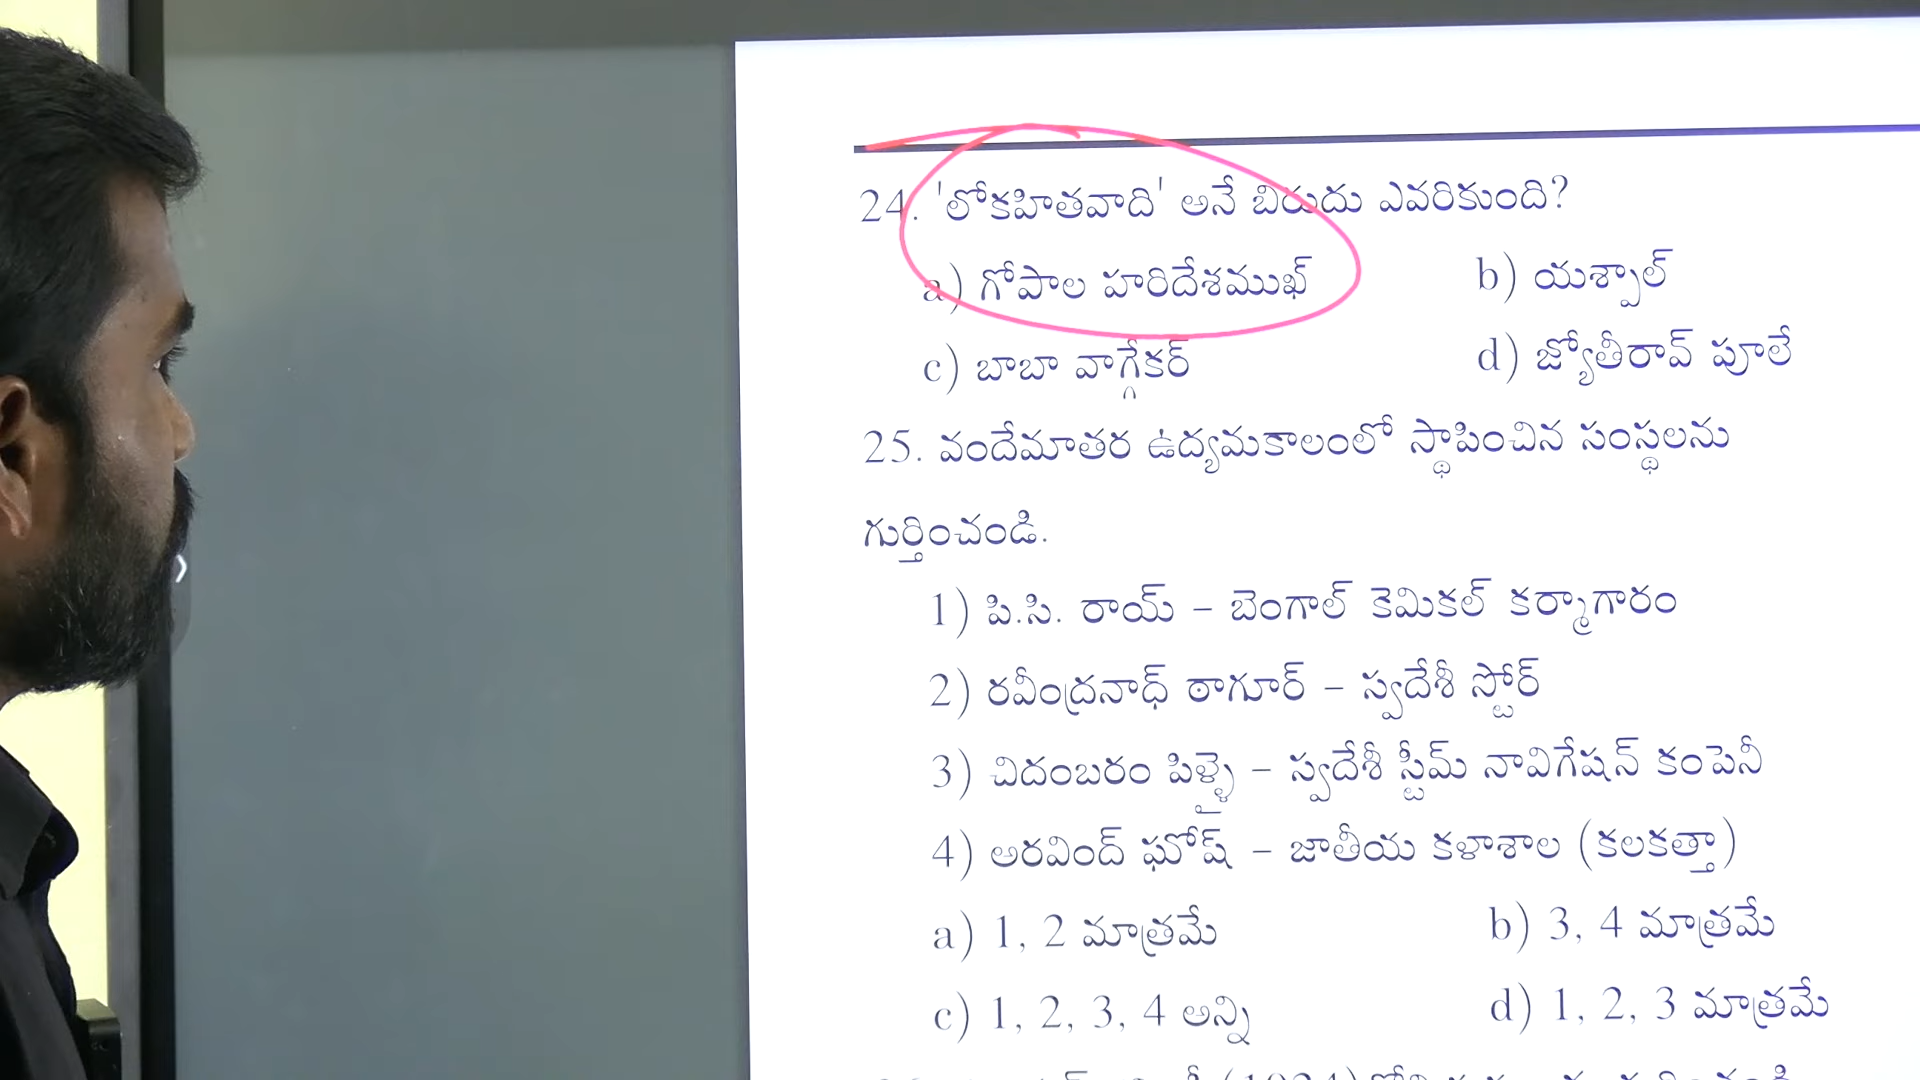 24. 'లోకహితవాది' అనే బిరుదు ఎవరికుంది?
a) గోపాల హరిదేశముఖ్ b) యశ్పాల్
c) బాబా వాగ్గేకర్ d) జ్యోతీరావ్ పూలే
25. వందేమాతర ఉద్యమకాలంలో స్థాపించిన సంస్థలను
గుర్తించండి.
1) పి.సి. రాయ్ – బెంగాల్ కెమికల్ కర్మాగారం
2) రవీంద్రనాధ్ ఠాగూర్ – స్వదేశీ స్టోర్
3) చిదంబరం పిళ్ళై – స్వదేశీ స్టీమ్ నావిగేషన్ కంపెనీ
4) అరవింద్ ఘోష్ – జాతీయ కళాశాల (కలకత్తా)
a) 1, 2 మాత్రమే b) 3, 4 మాత్రమే
c) 1, 2, 3, 4 అన్ని d) 1, 2, 3 మాత్రమే